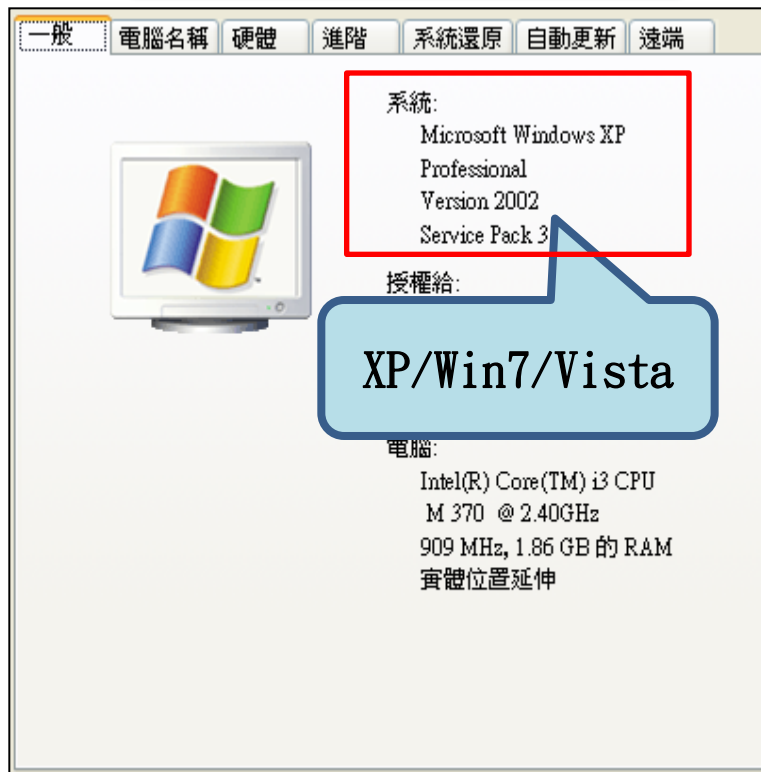 一般 電腦名稱 硬體 進階 系統還原 自動更新 遠端
系統:
Microsoft Windows XP
Professional
Version 2002
Service Pack 3
授權給:
XP/Win7/Vista
電腦:
Intel(R) Core(TM) i3 CPU
M 370 @ 2.40GHz
909 MHz, 1.86 GB 的 RAM
實體位置延伸